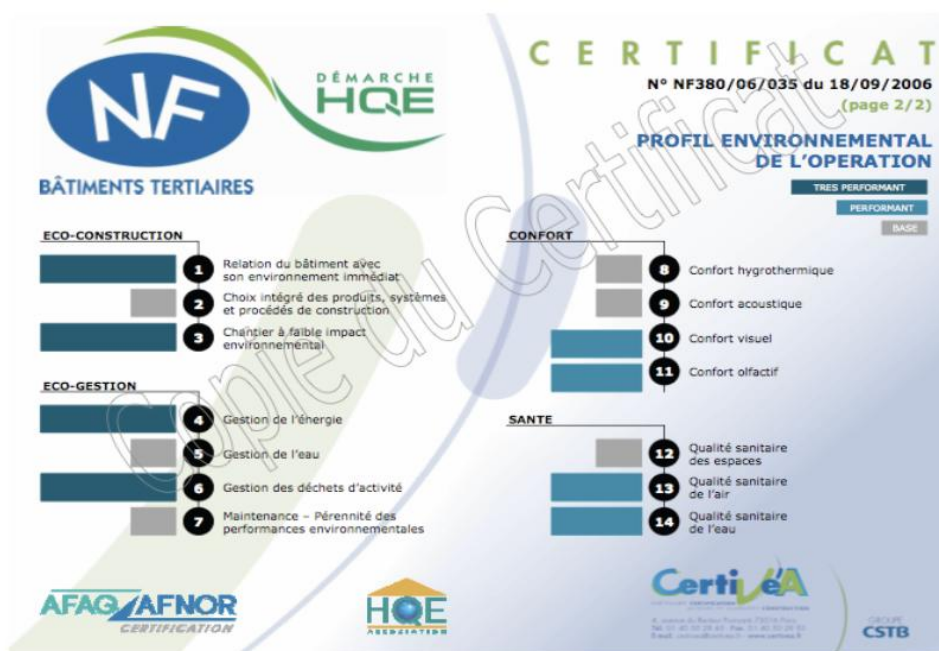 NF
DÉMARCHE
HQE
BÂTIMENTS TERTIAIRES
CERTIFICAT
N° NF380/06/035 du 18/09/2006
(page 2/2)
PROFIL ENVIRONNEMENTAL
DE L'OPERATION
TRES PERFORMANT
PERFORMANT
BASE
Copie du Certificat
ECO-CONSTRUCTION
1 Relation du bâtiment avec
son environnement immédiat
2 Choix intégré des produits, systèmes
et procédés de construction
3 Chantier à faible impact
environnemental
ECO-GESTION
4 Gestion de l'énergie
5 Gestion de l'eau
6 Gestion des déchets d'activité
7 Maintenance – Pérennité des
performances environnementales
CONFORT
8 Confort hygrothermique
9 Confort acoustique
10 Confort visuel
11 Confort olfactif
SANTE
12 Qualité sanitaire
des espaces
13 Qualité sanitaire
de l'air
14 Qualité sanitaire
de l'eau
AFAQ AFNOR
CERTIFICATION
HQE
ASSOCIATION
CertivéA
GROUPE
CSTB